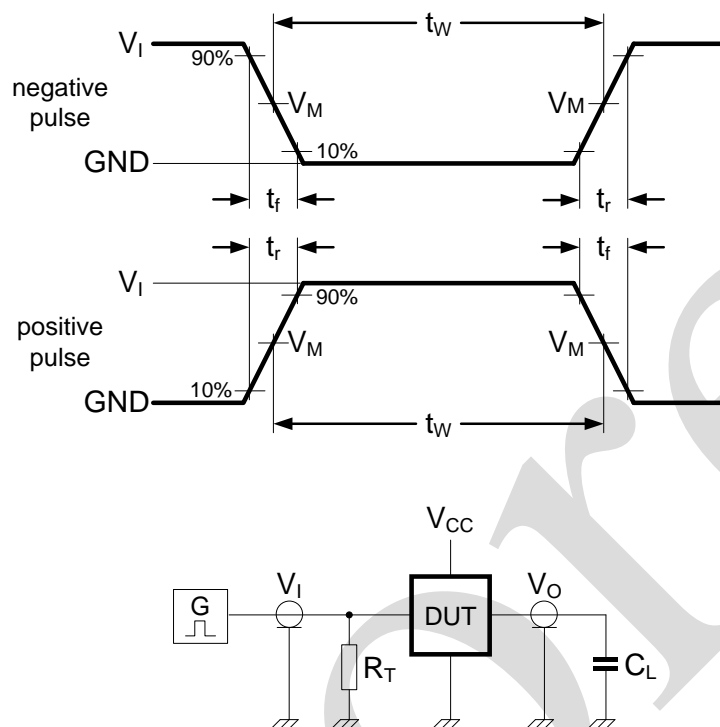 t_W
V_I
90%
negative
pulse
V_M
V_M
10%
GND
t_f
t_r
t_r
t_f
V_I
90%
positive
pulse
V_M
V_M
10%
GND
t_W
V_CC
V_I
V_O
G
DUT
R_T
C_L